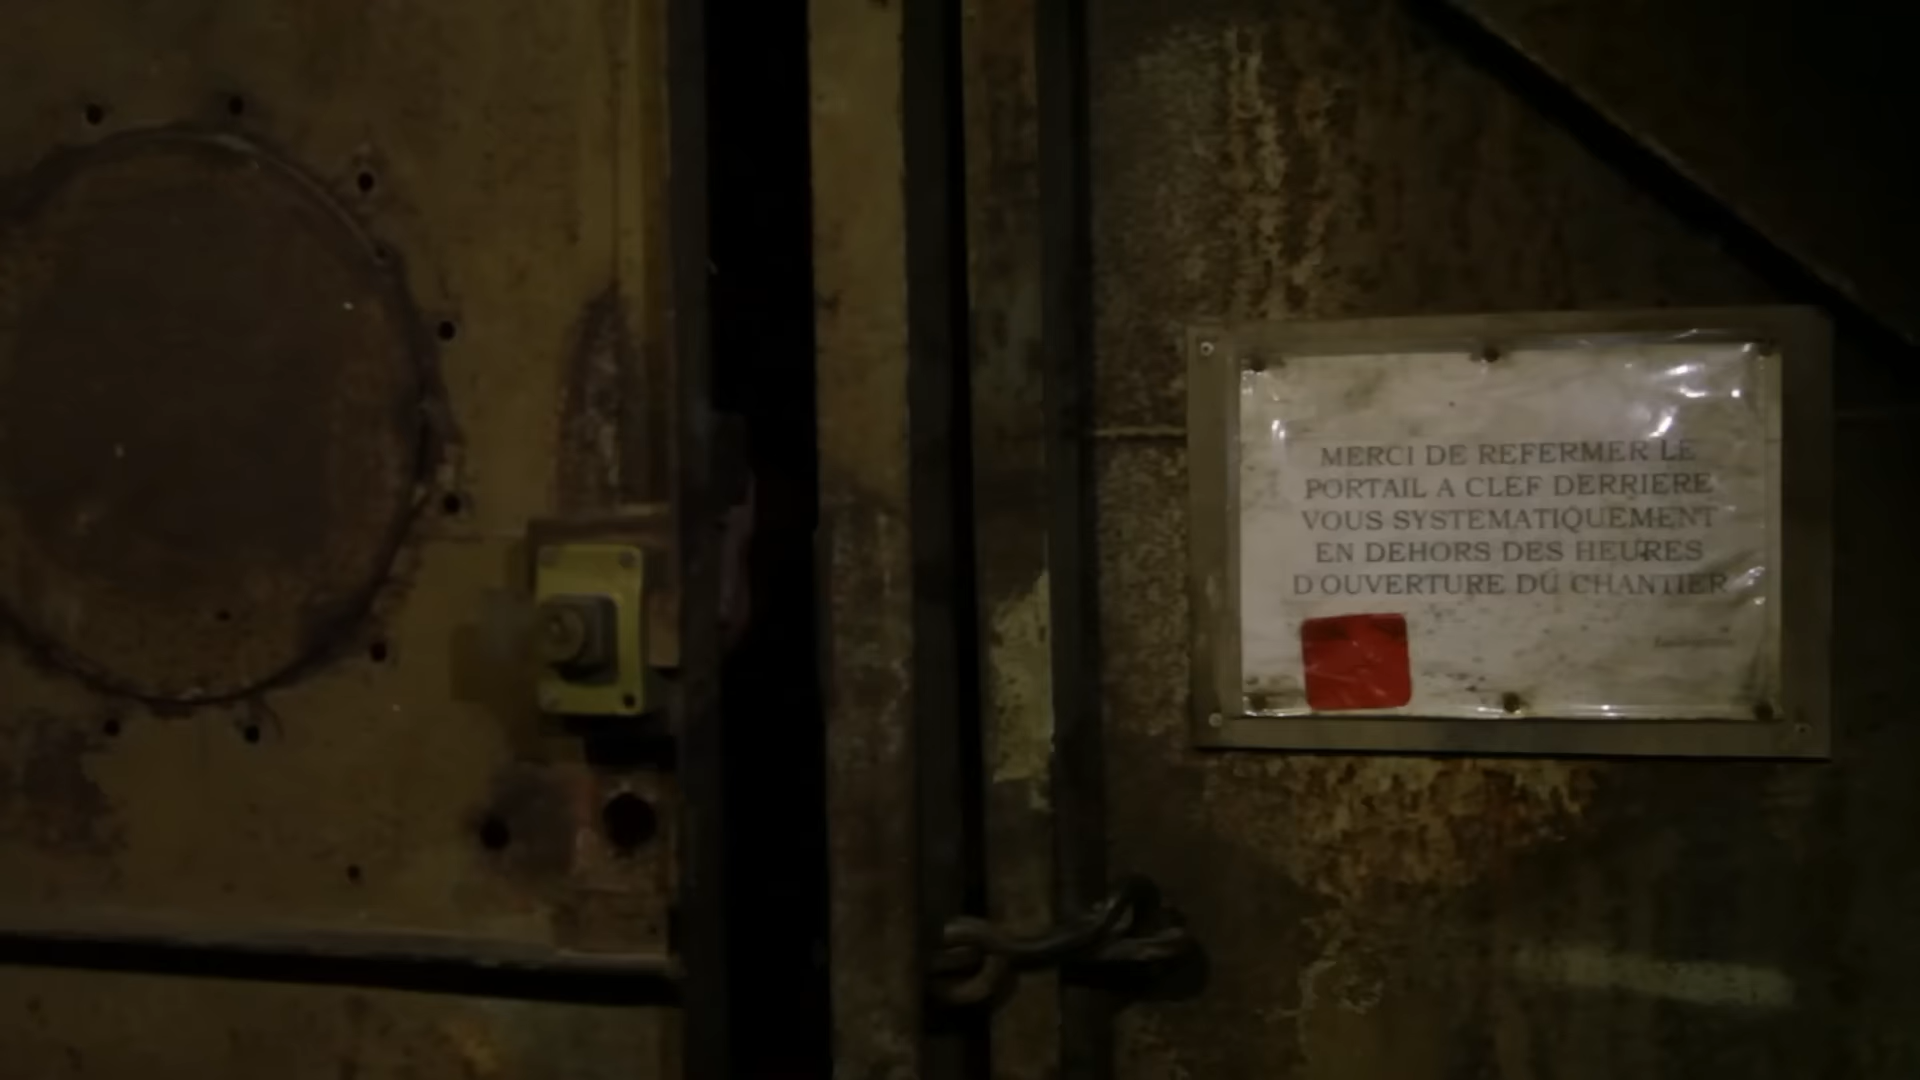 MERCI DE REFERMER LE
PORTAIL A CLEF DERRIERE
VOUS SYSTEMATIQUEMENT
EN DEHORS DES HEURES
D OUVERTURE DU CHANTIER